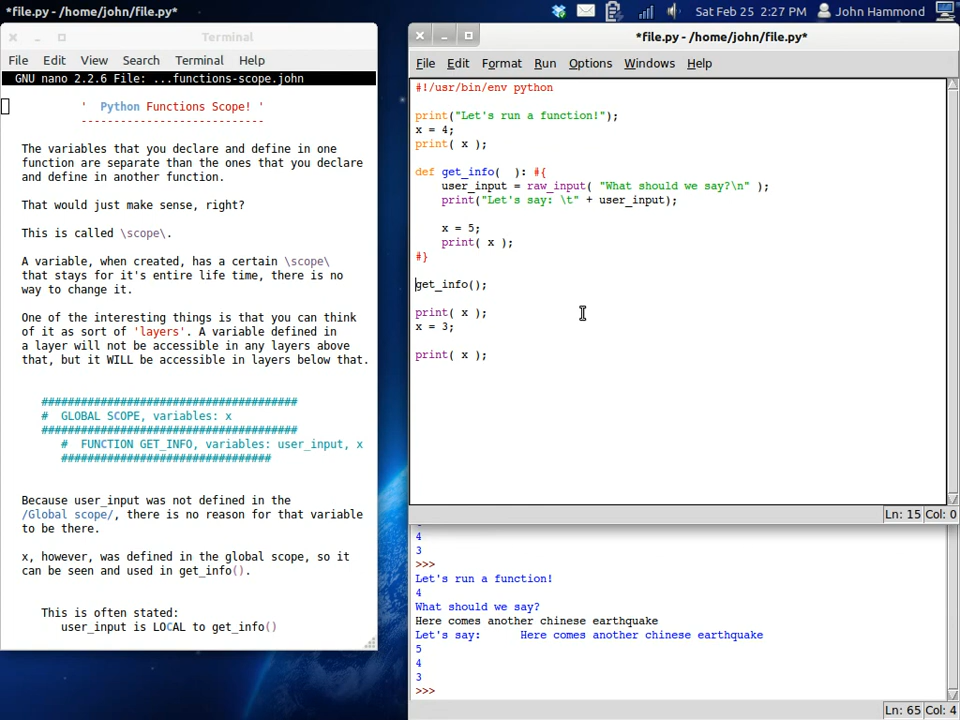 *file.py - /home/john/file.py*
Sat Feb 25 2:27 PM
John Hammond
Terminal
File Edit View Search Terminal Help
GNU nano 2.2.6 File: ...functions-scope.john
' Python Functions Scope! '
----------------------------
The variables that you declare and define in one
function are separate than the ones that you declare
and define in another function.
That would just make sense, right?
This is called \scope\.
A variable, when created, has a certain \scope\
that stays for it's entire life time, there is no
way to change it.
One of the interesting things is that you can think
of it as sort of 'layers'. A variable defined in
a layer will not be accessible in any layers above
that, but it WILL be accessible in layers below that.
#######################################
# GLOBAL SCOPE, variables: x
#######################################
# FUNCTION GET_INFO, variables: user_input, x
################################
Because user_input was not defined in the
/Global scope/, there is no reason for that variable
to be there.
x, however, was defined in the global scope, so it
can be seen and used in get_info().
This is often stated:
user_input is LOCAL to get_info()
*file.py - /home/john/file.py*
File Edit Format Run Options Windows Help
#!/usr/bin/env python
print("Let's run a function!");
x = 4;
print( x );
def get_info(  ): #{
    user_input = raw_input( "What should we say?\n" );
    print("Let's say: \t" + user_input);
    x = 5;
    print( x );
#}
get_info();
print( x );
x = 3;
print( x );
Ln: 15 Col: 0
4
3
>>>
Let's run a function!
4
What should we say?
Here comes another chinese earthquake
Let's say:      Here comes another chinese earthquake
5
4
3
>>>
Ln: 65 Col: 4